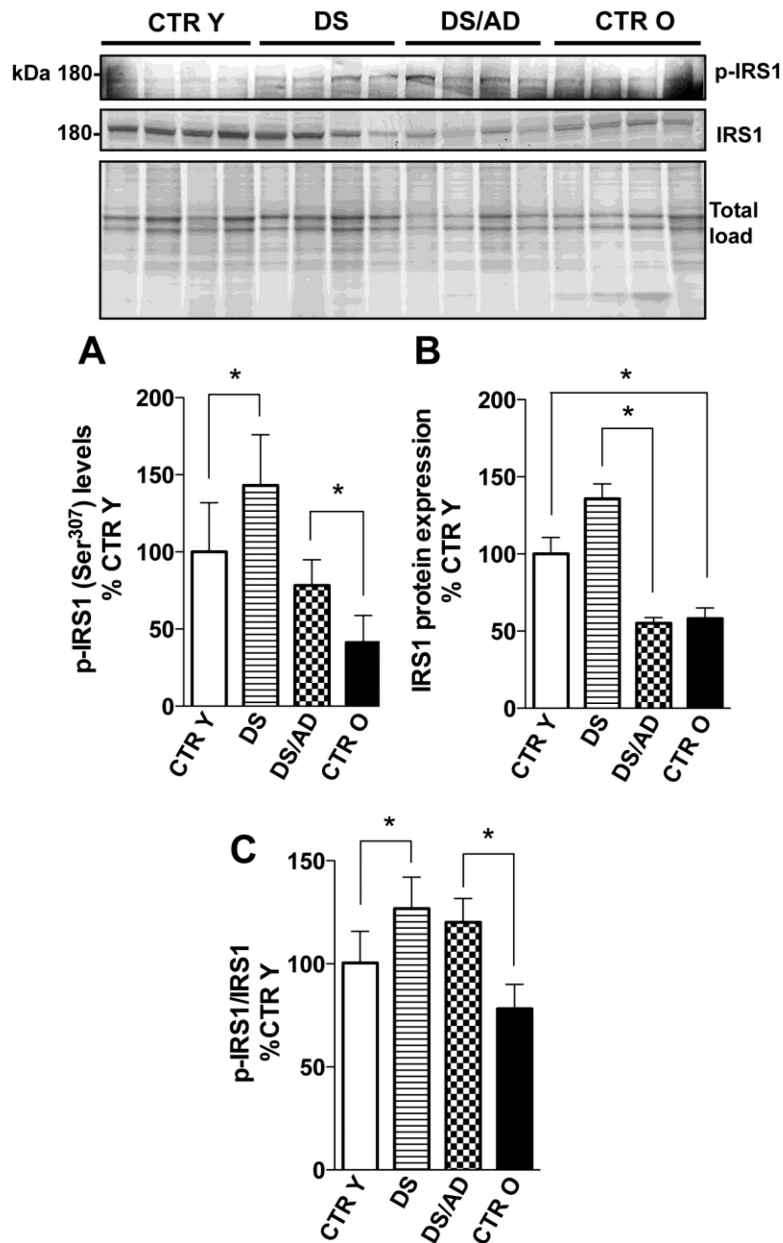 CTR Y DS DS/AD CTR O
kDa 180 p-IRS1
180 IRS1
Total
load
A
p-IRS1 (Ser³⁰⁷) levels
% CTR Y
200
150
100
50
0
*
*
CTR Y DS DS/AD CTR O
B
IRS1 protein expression
% CTR Y
200
150
100
50
0
*
*
CTR Y DS DS/AD CTR O
C
p-IRS1/IRS1
%CTR Y
150
100
50
0
*
*
CTR Y DS DS/AD CTR O